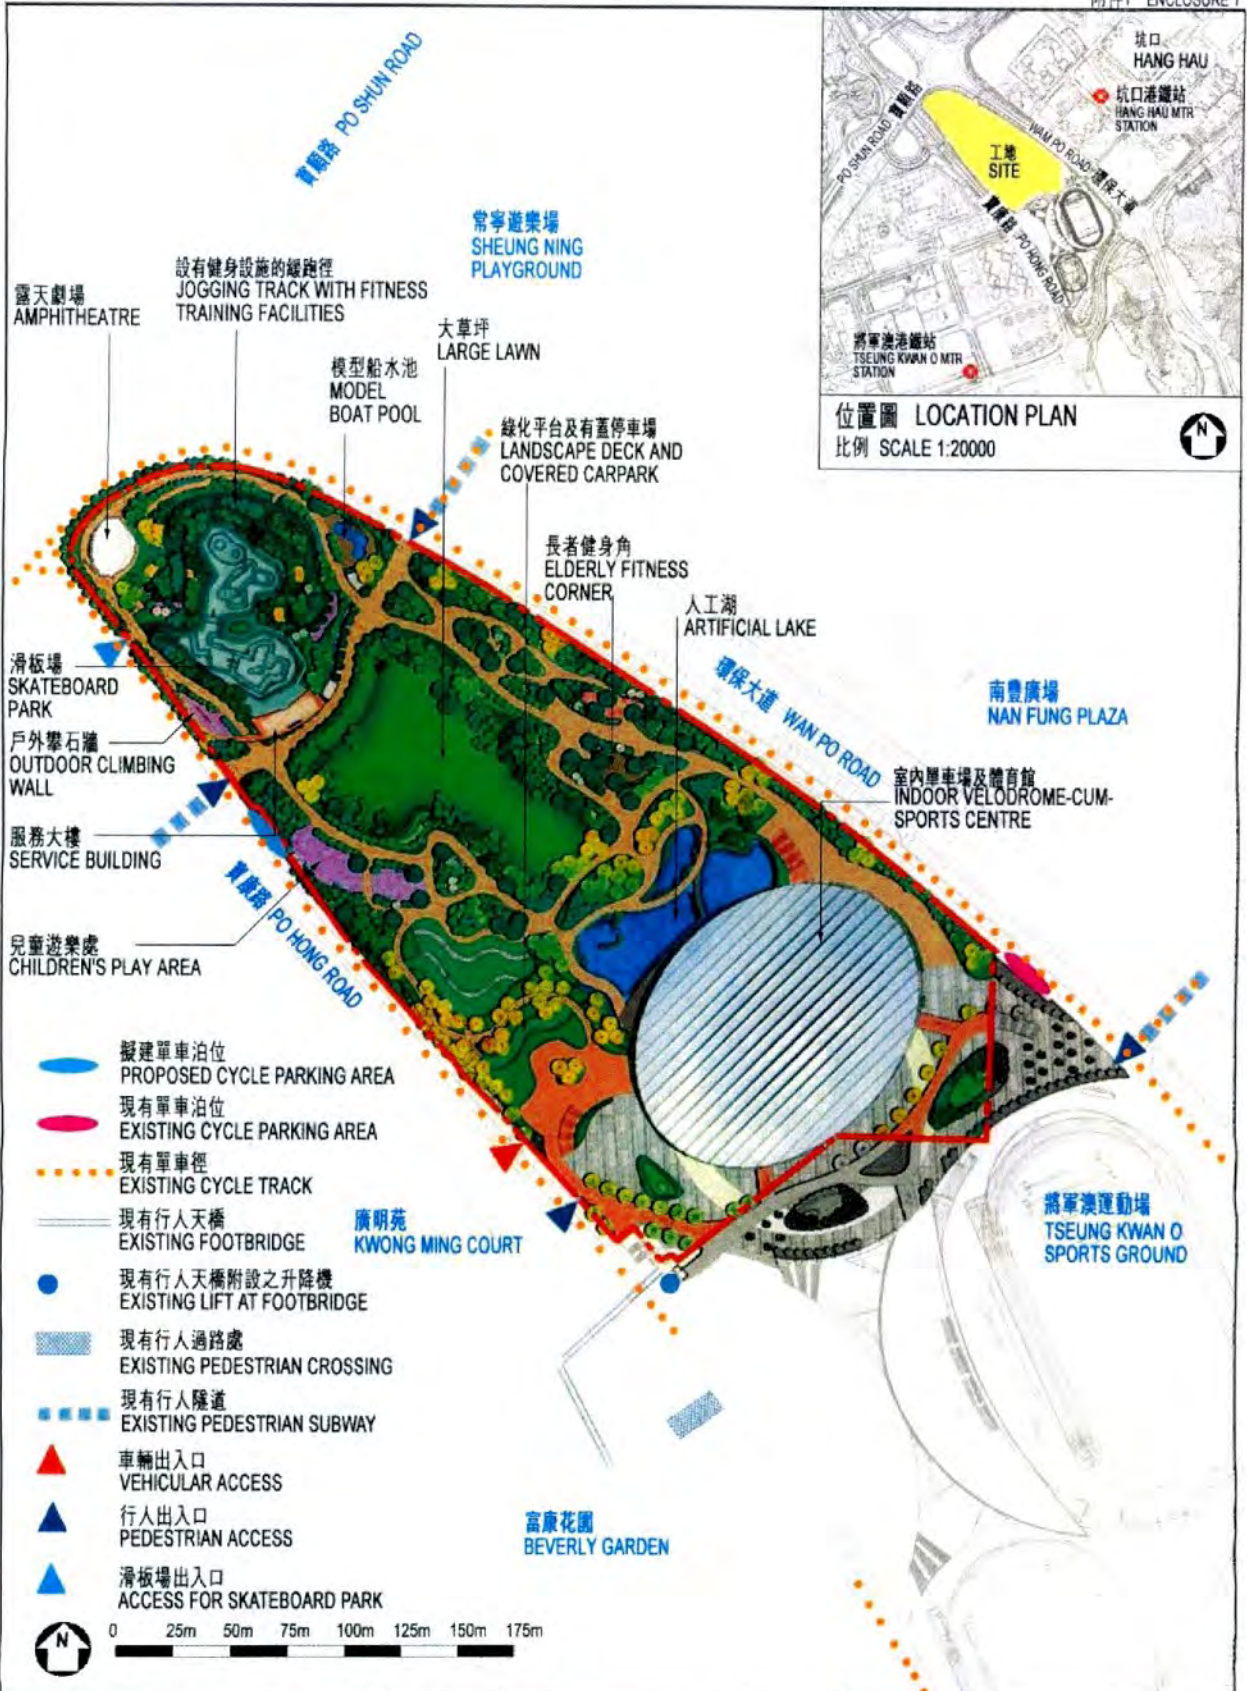 附件1 ENCLOSURE 1
坑口
HANG HAU
坑口港鐵站
HANG HAU MTR
STATION
PO SHUN ROAD 寶順路
WAM PO ROAD 環保大道
工地
SITE
寶康路 PO HONG ROAD
將軍澳港鐵站
TSEUNG KWAN O MTR
STATION
位置圖 LOCATION PLAN
比例 SCALE 1:20000
N
寶順路 PO SHUN ROAD
常寧遊樂場
SHEUNG NING
PLAYGROUND
設有健身設施的緩跑徑
JOGGING TRACK WITH FITNESS
TRAINING FACILITIES
露天劇場
AMPHITHEATRE
大草坪
LARGE LAWN
模型船水池
MODEL
BOAT POOL
綠化平台及有蓋停車場
LANDSCAPE DECK AND
COVERED CARPARK
長者健身角
ELDERLY FITNESS
CORNER
人工湖
ARTIFICIAL LAKE
滑板場
SKATEBOARD
PARK
環保大道 WAN PO ROAD
南豐廣場
NAN FUNG PLAZA
戶外攀石牆
OUTDOOR CLIMBING
WALL
室內單車場及體育館
INDOOR VELODROME-CUM-
SPORTS CENTRE
服務大樓
SERVICE BUILDING
寶康路 PO HONG ROAD
兒童遊樂處
CHILDREN'S PLAY AREA
擬建單車泊位
PROPOSED CYCLE PARKING AREA
現有單車泊位
EXISTING CYCLE PARKING AREA
現有單車徑
EXISTING CYCLE TRACK
現有行人天橋
EXISTING FOOTBRIDGE
現有行人天橋附設之升降機
EXISTING LIFT AT FOOTBRIDGE
現有行人過路處
EXISTING PEDESTRIAN CROSSING
現有行人隧道
EXISTING PEDESTRIAN SUBWAY
車輛出入口
VEHICULAR ACCESS
行人出入口
PEDESTRIAN ACCESS
滑板場出入口
ACCESS FOR SKATEBOARD PARK
廣明苑
KWONG MING COURT
將軍澳運動場
TSEUNG KWAN O
SPORTS GROUND
富康花園
BEVERLY GARDEN
N
0 25m 50m 75m 100m 125m 150m 175m